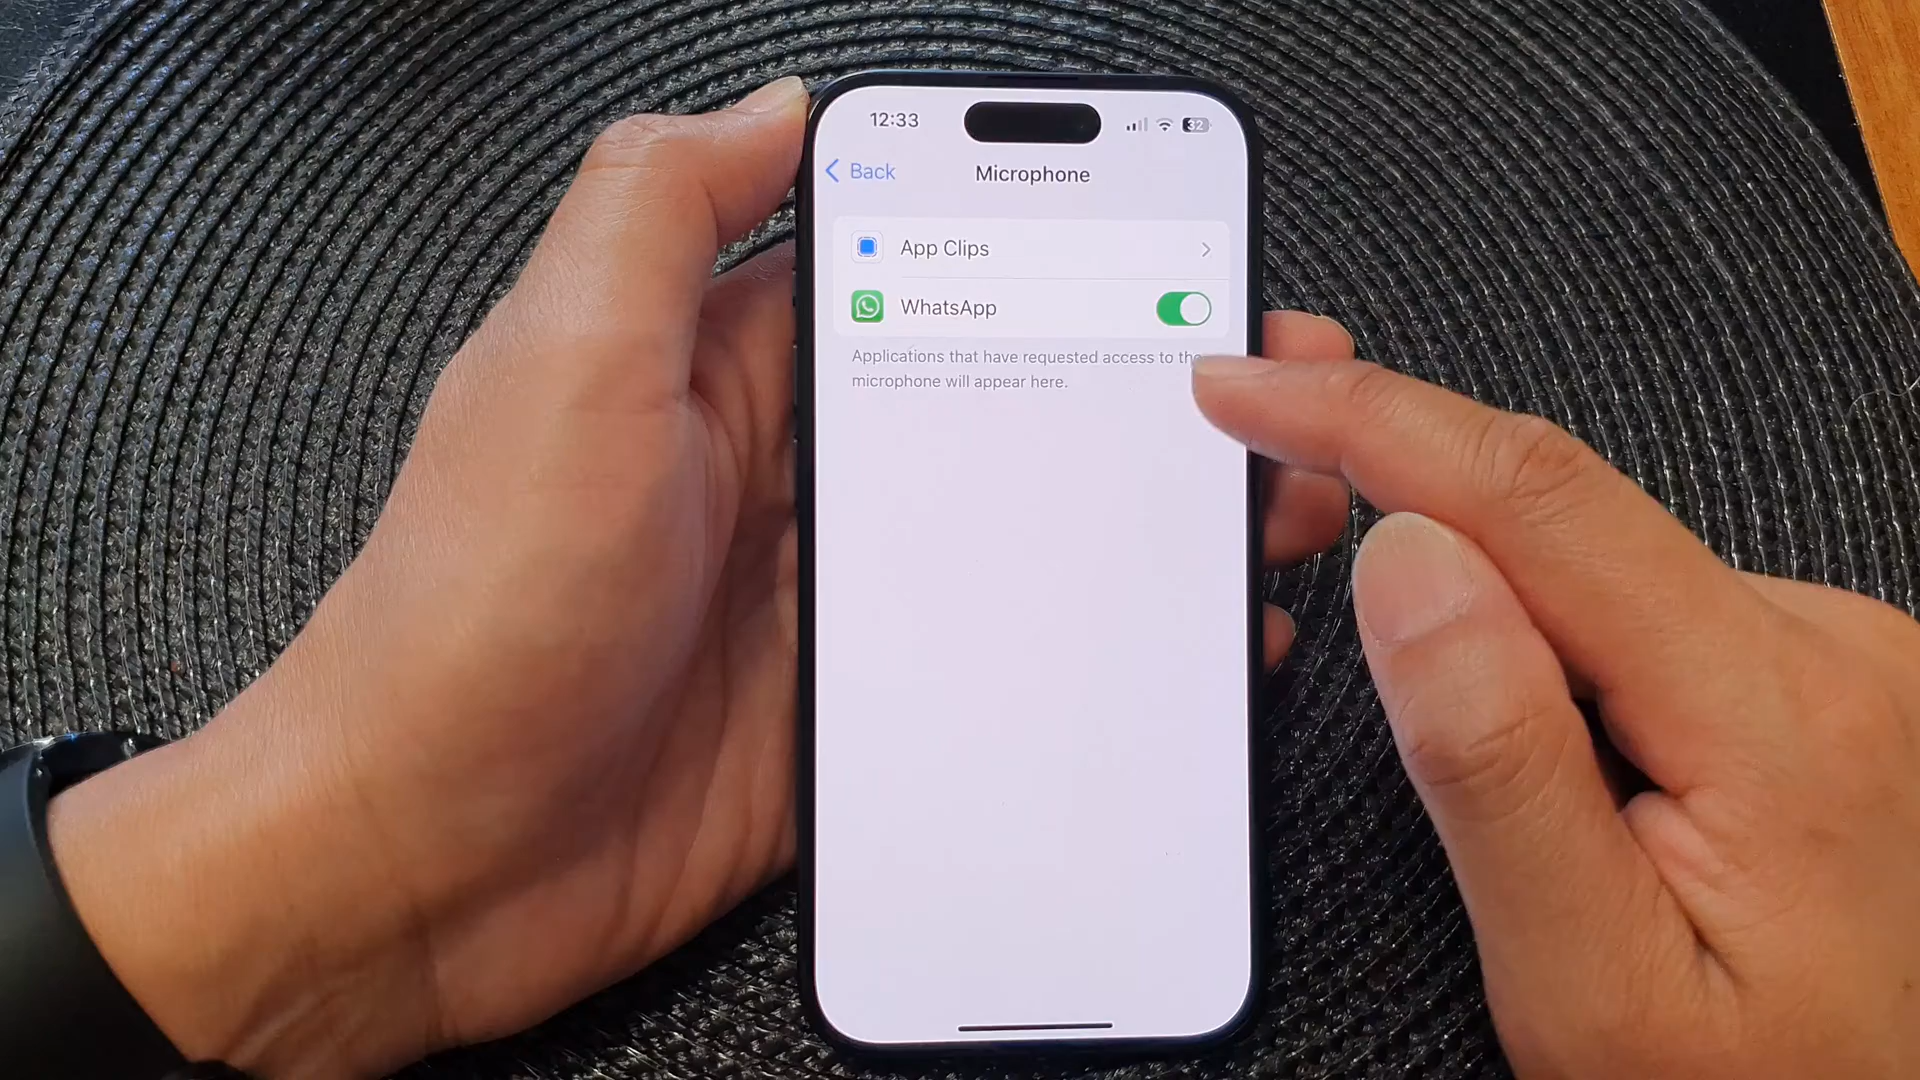 12:33
32
Back
Microphone
App Clips
WhatsApp
Applications that have requested access to the
microphone will appear here.